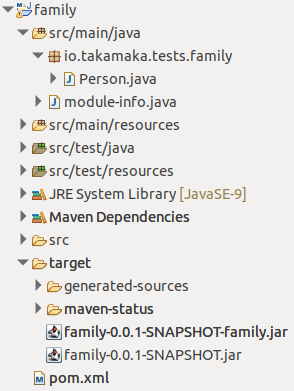 family
src/main/java
io.takamaka.tests.family
Person.java
module-info.java
src/main/resources
src/test/java
src/test/resources
JRE System Library [JavaSE-9]
Maven Dependencies
src
target
generated-sources
maven-status
family-0.0.1-SNAPSHOT-family.jar
family-0.0.1-SNAPSHOT.jar
pom.xml